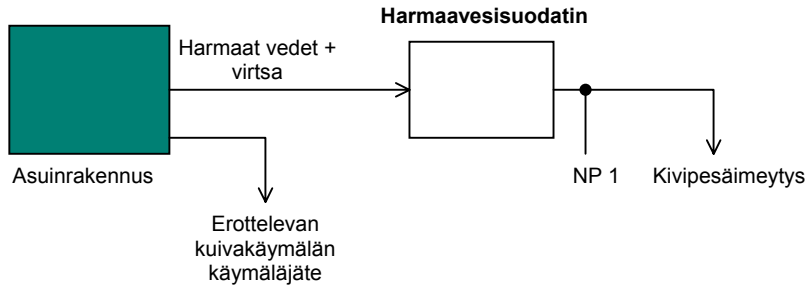 Harmaavesisuodatin
Harmaat vedet +
virtsa
Asuinrakennus
NP 1
Kivipesäimeytys
Erottelevan
kuivakäymälän
käymäläjäte